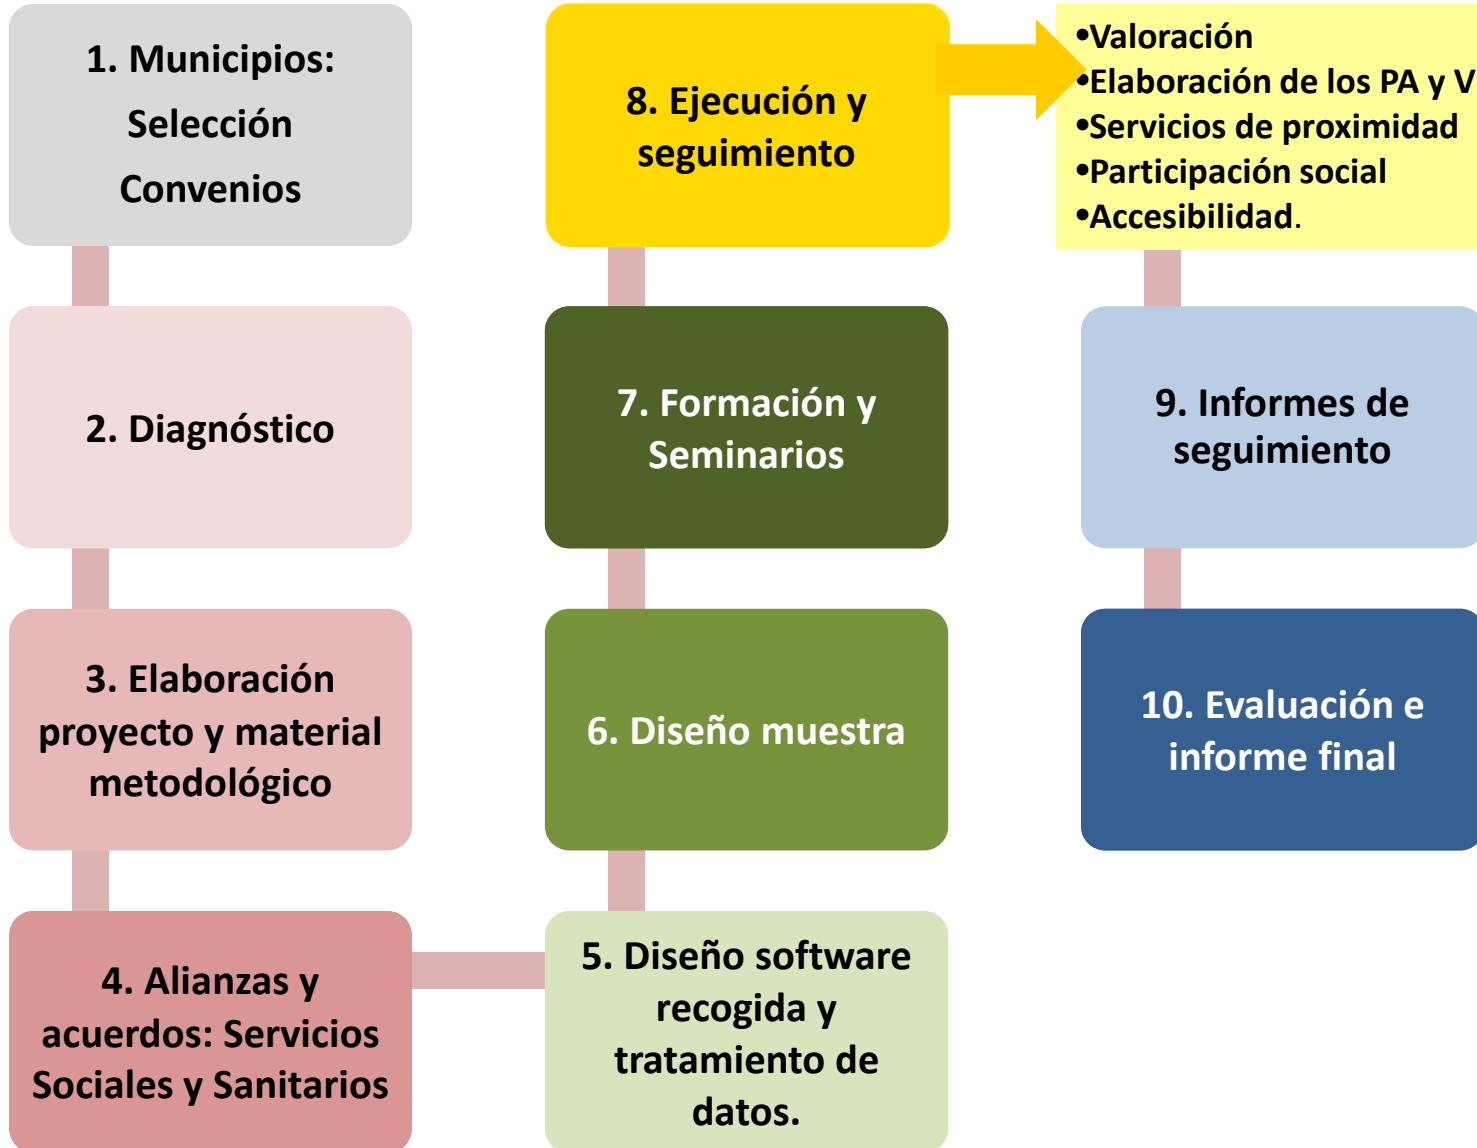 1. Municipios:
Selección
Convenios
2. Diagnóstico
3. Elaboración
proyecto y material
metodológico
4. Alianzas y
acuerdos: Servicios
Sociales y Sanitarios
5. Diseño software
recogida y
tratamiento de
datos.
6. Diseño muestra
7. Formación y
Seminarios
8. Ejecución y
seguimiento
•Valoración
•Elaboración de los PA y V
•Servicios de proximidad
•Participación social
•Accesibilidad.
9. Informes de
seguimiento
10. Evaluación e
informe final